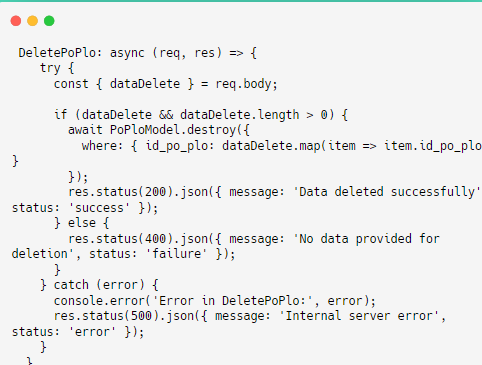 DeletePoPlo: async (req, res) => {
try {
const { dataDelete } = req.body;
if (dataDelete && dataDelete.length > 0) {
await PoPloModel.destroy({
where: { id_po_plo: dataDelete.map(item => item.id_po_plo
}
});
res.status(200).json({ message: 'Data deleted successfully'
status: 'success' });
} else {
res.status(400).json({ message: 'No data provided for
deletion', status: 'failure' });
}
} catch (error) {
console.error('Error in DeletePoPlo:', error);
res.status(500).json({ message: 'Internal server error',
status: 'error' });
}
}